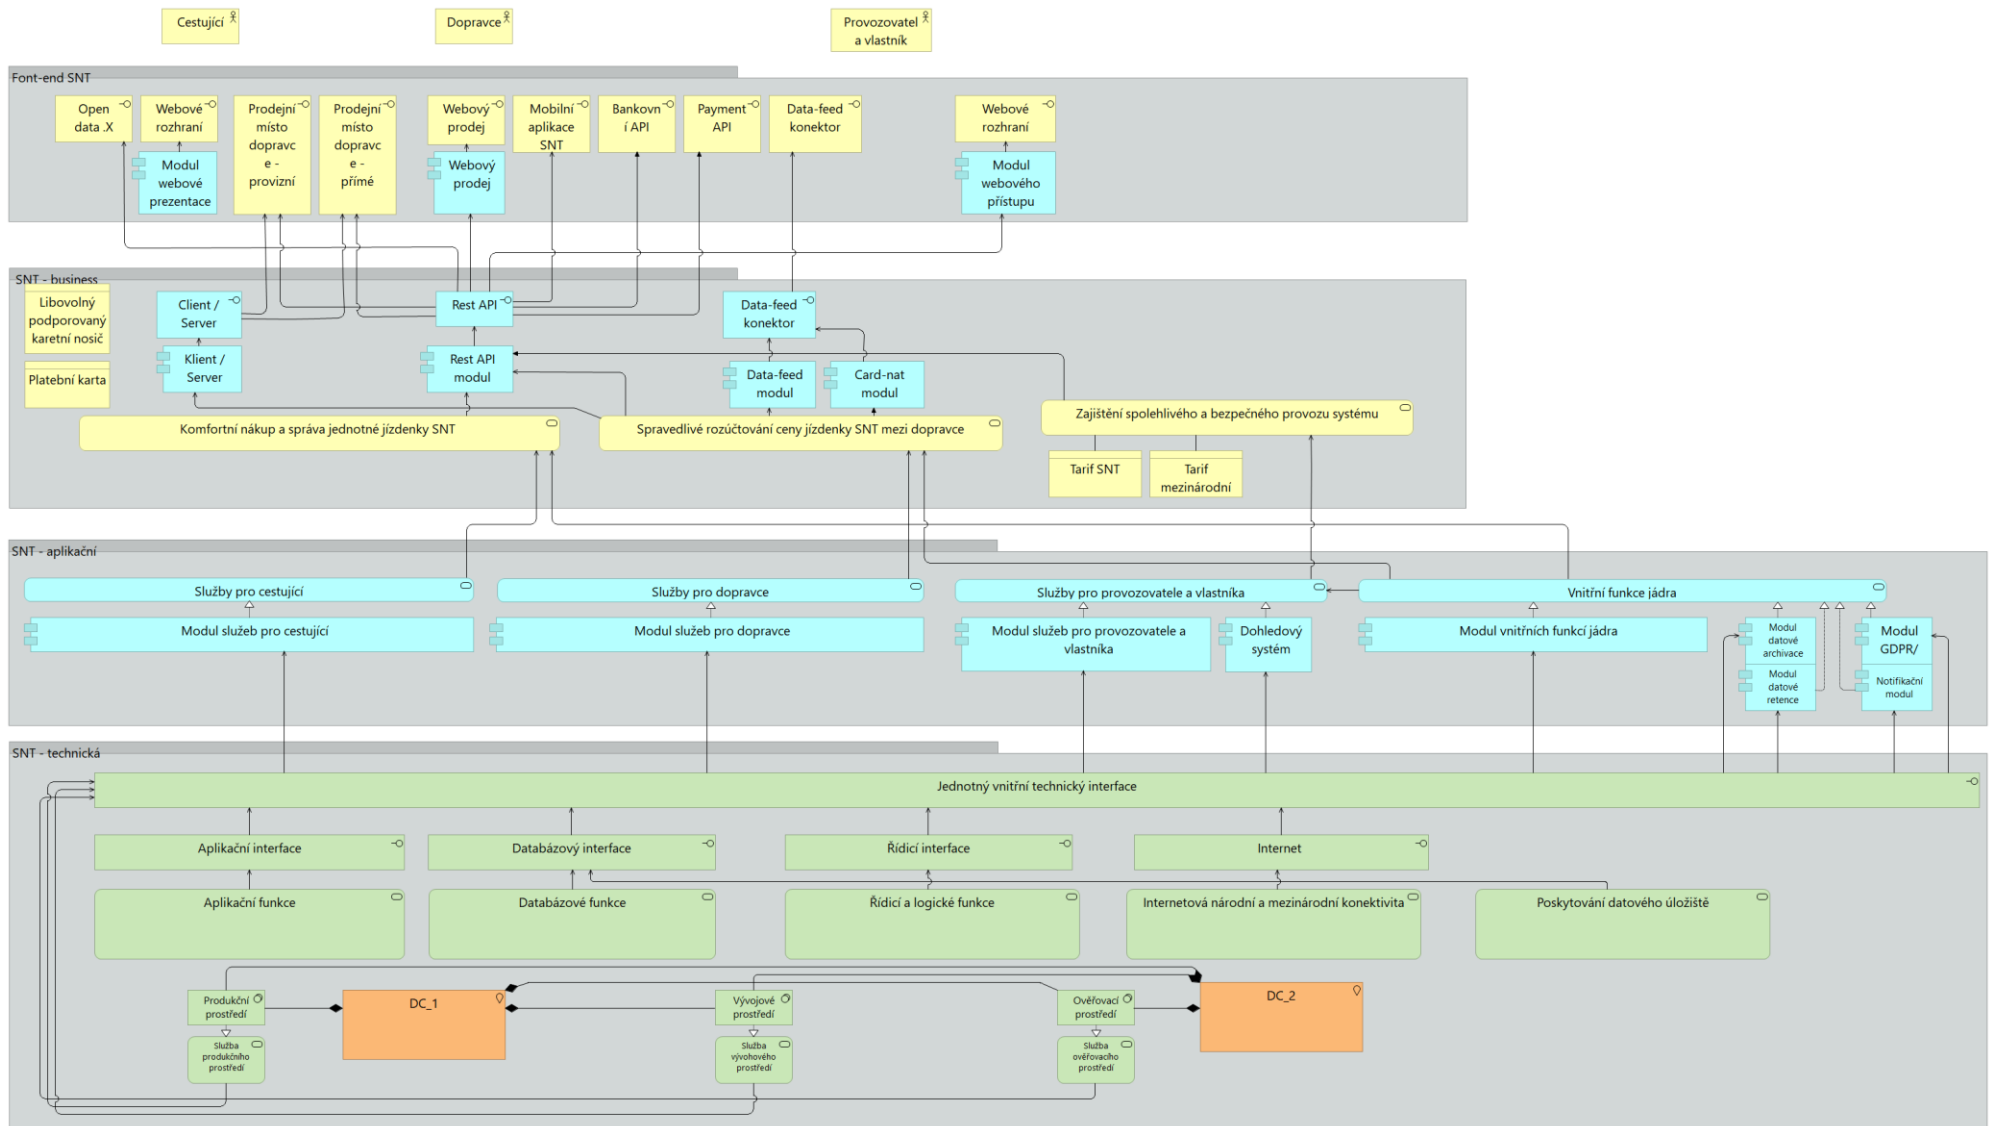 Cestující
Dopravce
Provozovatel
a vlastník
Font-end SNT
Open
data .X
Webové
rozhraní
Prodejní
místo
dopravc
e -
provizní
Prodejní
místo
dopravc
e -
přímé
Webový
prodej
Mobilní
aplikace
SNT
Bankovn
í API
Payment
API
Data-feed
konektor
Webové
rozhraní
Modul
webové
prezentace
Webový
prodej
Modul
webového
přístupu
SNT - business
Libovolný
podporovaný
karetní nosič
Client /
Server
Rest API
Data-feed
konektor
Platební karta
Klient /
Server
Rest API
modul
Data-feed
modul
Card-nat
modul
Komfortní nákup a správa jednotné jízdenky SNT
Spravedlivé rozúčtování ceny jízdenky SNT mezi dopravce
Zajištění spolehlivého a bezpečného provozu systému
Tarif SNT
Tarif
mezinárodní
SNT - aplikační
Služby pro cestující
Služby pro dopravce
Služby pro provozovatele a vlastníka
Vnitřní funkce jádra
Modul služeb pro cestující
Modul služeb pro dopravce
Modul služeb pro provozovatele a
vlastníka
Dohledový
systém
Modul vnitřních funkcí jádra
Modul
datové
archivace
Modul
GDPR/
Modul
datové
retence
Notifikační
modul
SNT - technická
Jednotný vnitřní technický interface
Aplikační interface
Databázový interface
Řídicí interface
Internet
Aplikační funkce
Databázové funkce
Řídicí a logické funkce
Internetová národní a mezinárodní konektivita
Poskytování datového úložiště
Produkční
prostředí
DC_1
Vývojové
prostředí
Ověřovací
prostředí
DC_2
Služba
produkčního
prostředí
Služba
vývohového
prostředí
Služba
ověřovacího
prostředí